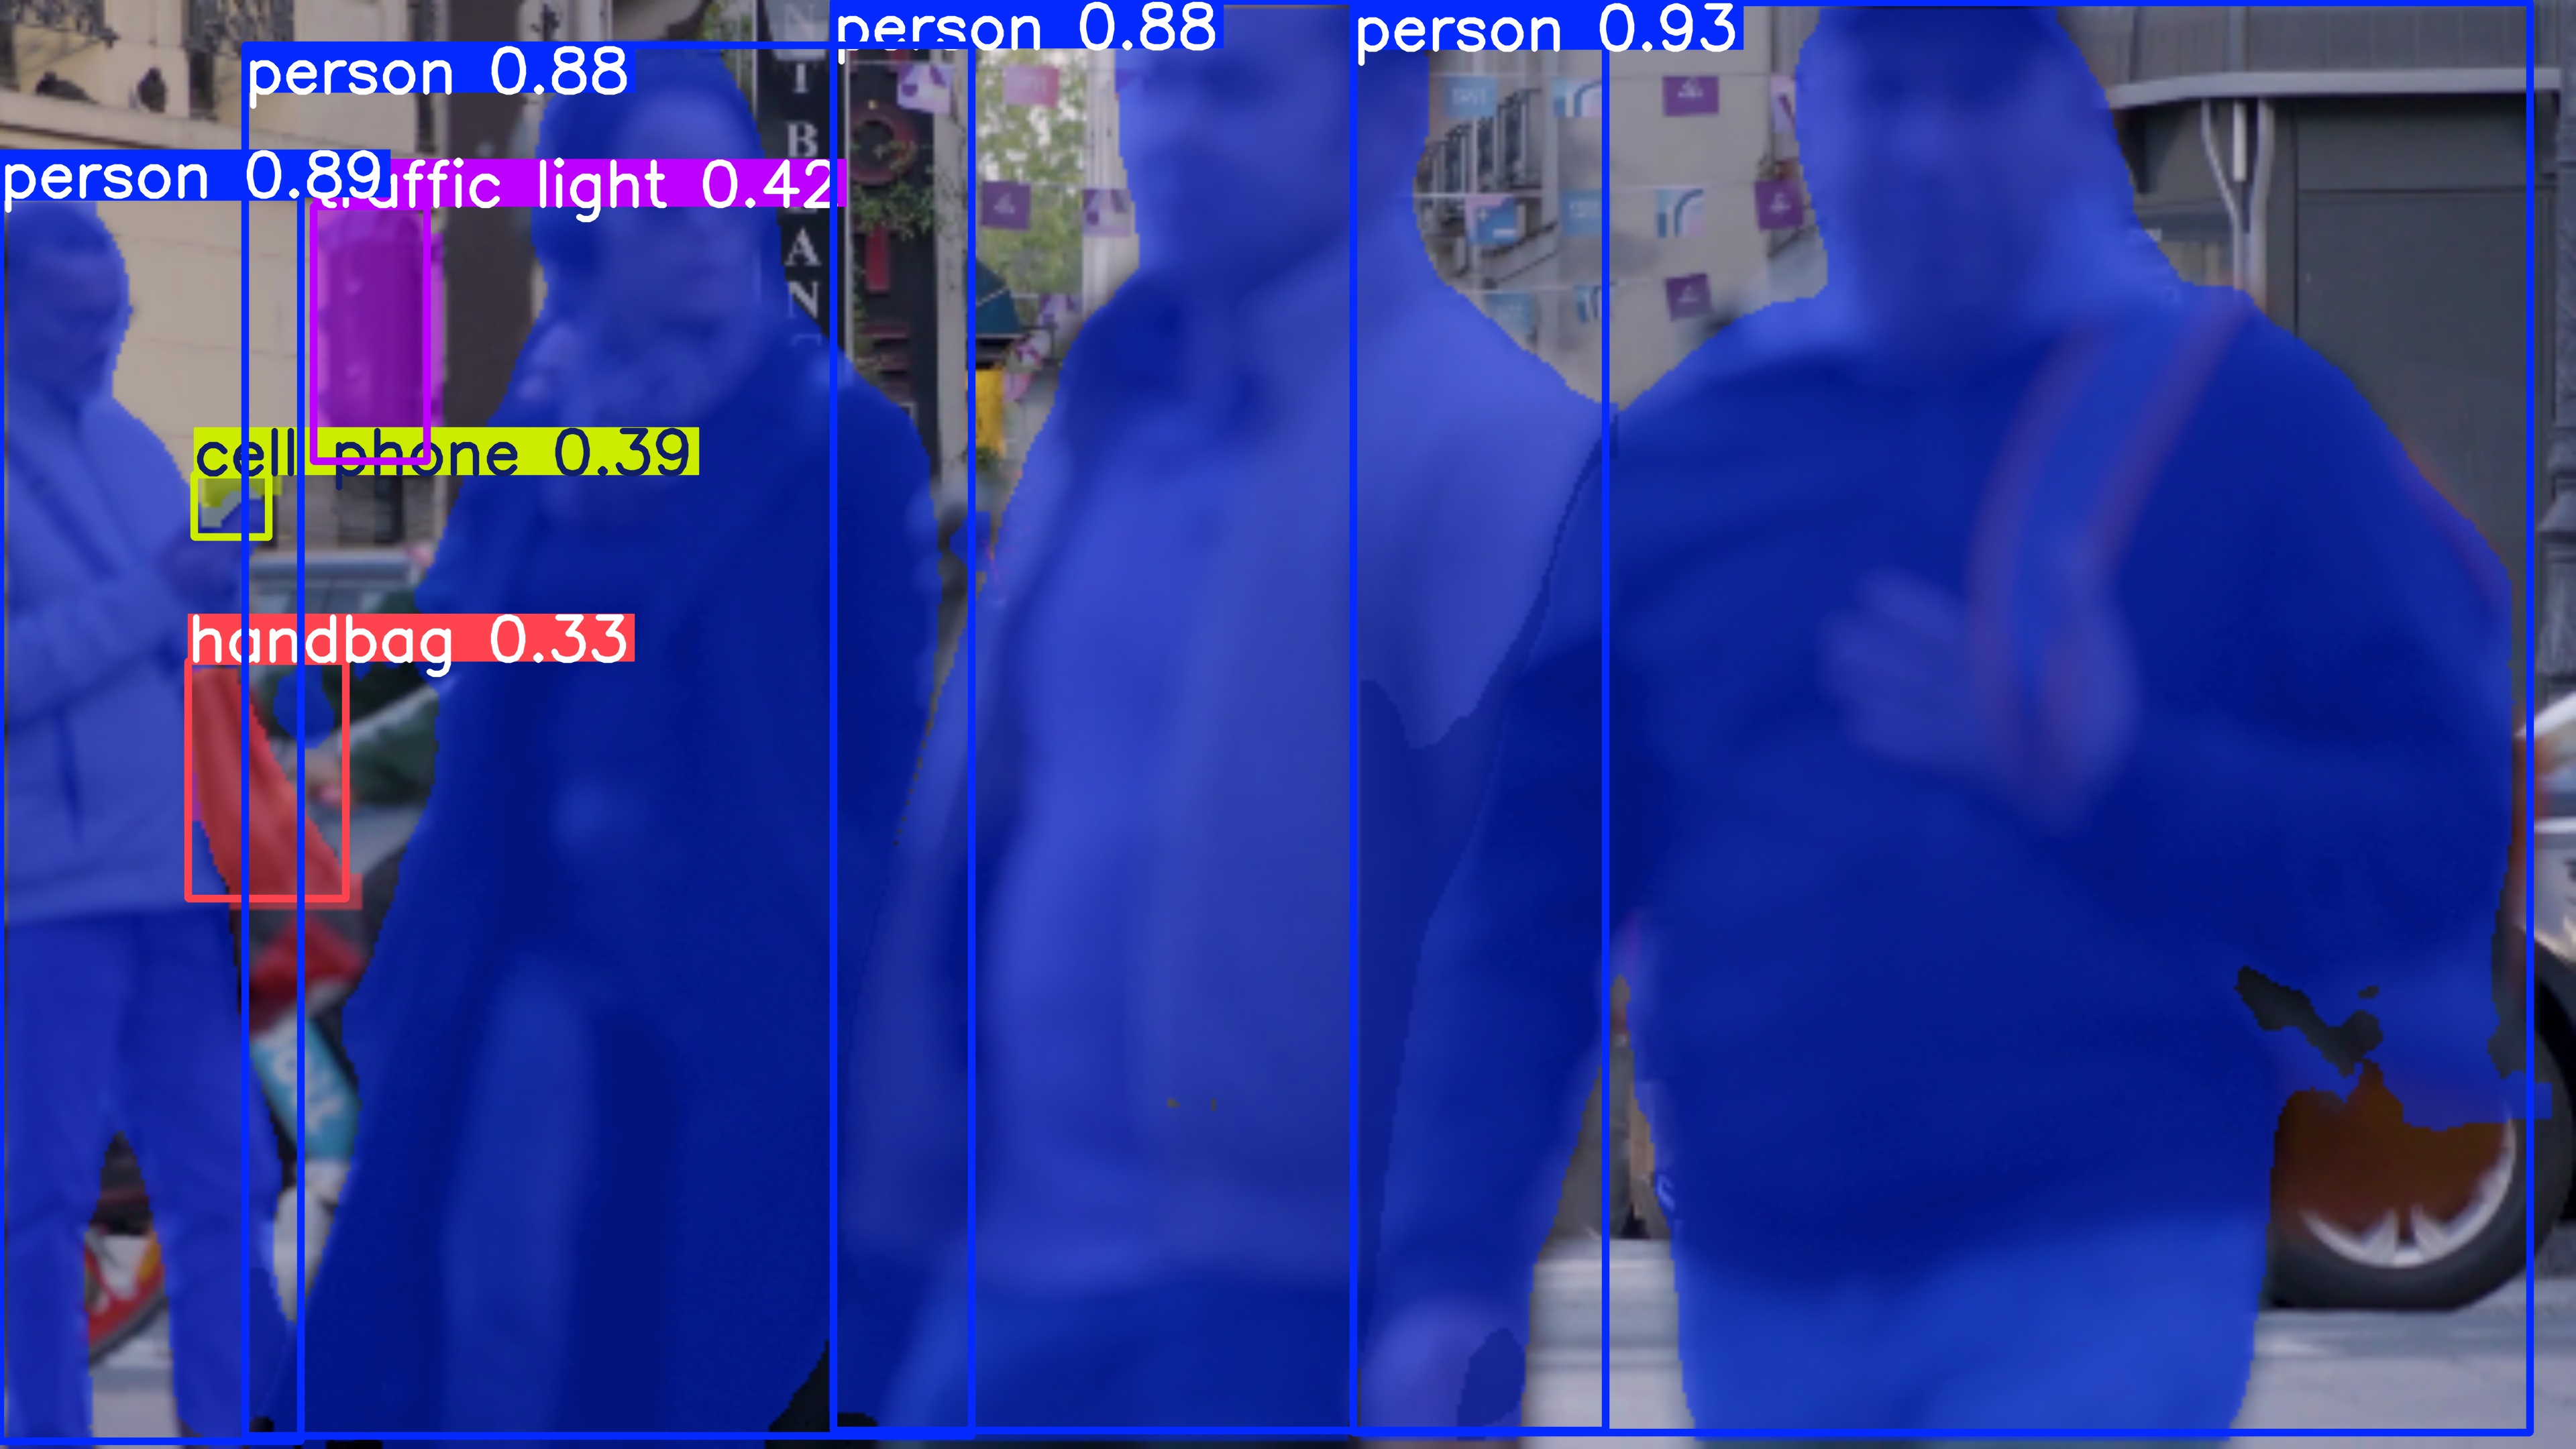 person 0.88
person 0.93
person 0.88
person 0.89
traffic light 0.42
cell phone 0.39
handbag 0.33
N
T
B
L
A
N
C